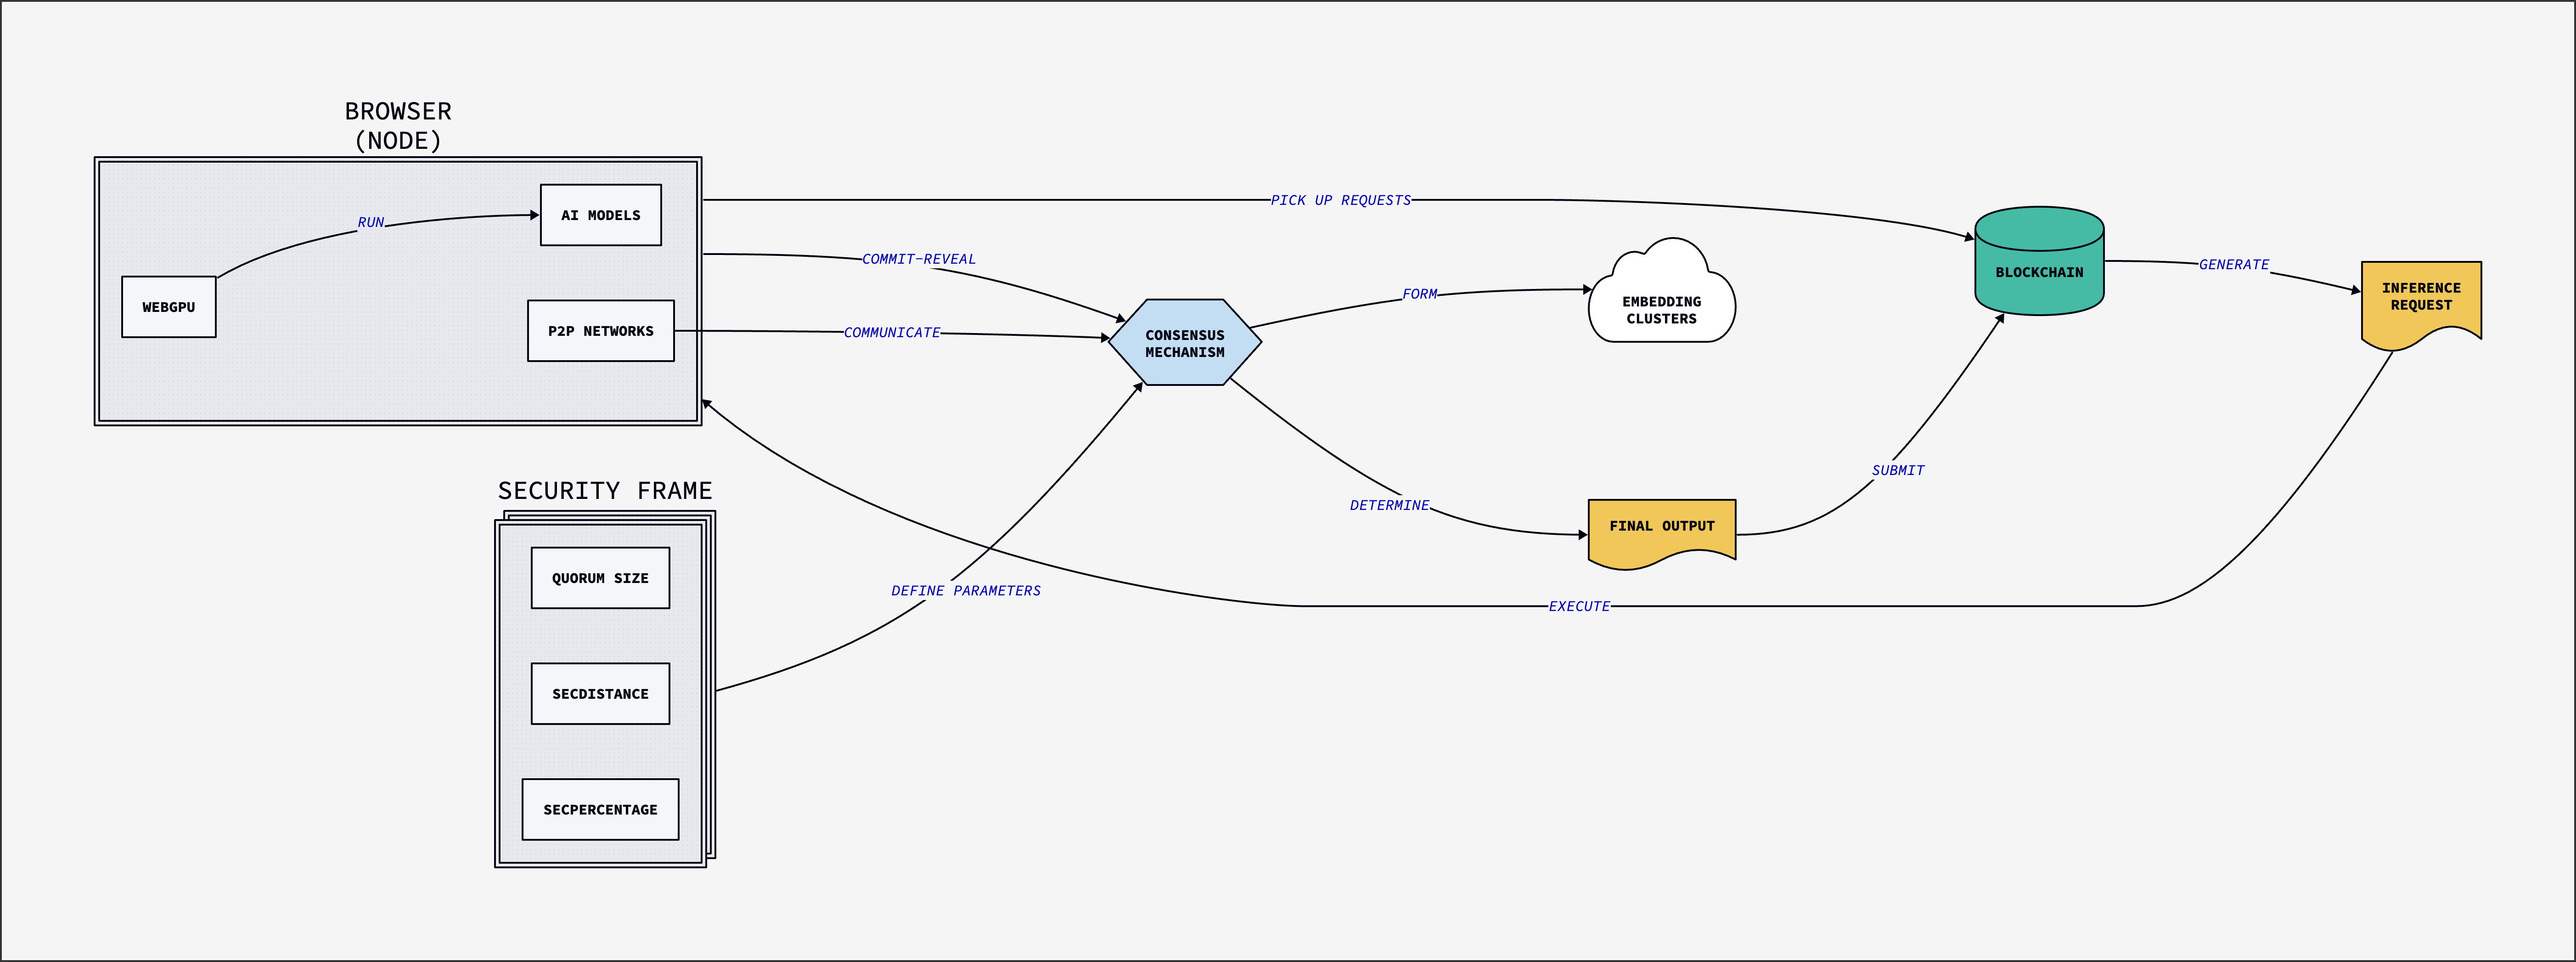 BROWSER
(NODE)
AI MODELS
RUN
WEBGPU
P2P NETWORKS
PICK UP REQUESTS
COMMIT-REVEAL
COMMUNICATE
CONSENSUS
MECHANISM
FORM
EMBEDDING
CLUSTERS
BLOCKCHAIN
GENERATE
INFERENCE
REQUEST
DETERMINE
FINAL OUTPUT
SUBMIT
EXECUTE
SECURITY FRAME
QUORUM SIZE
DEFINE PARAMETERS
SECDISTANCE
SECPERCENTAGE